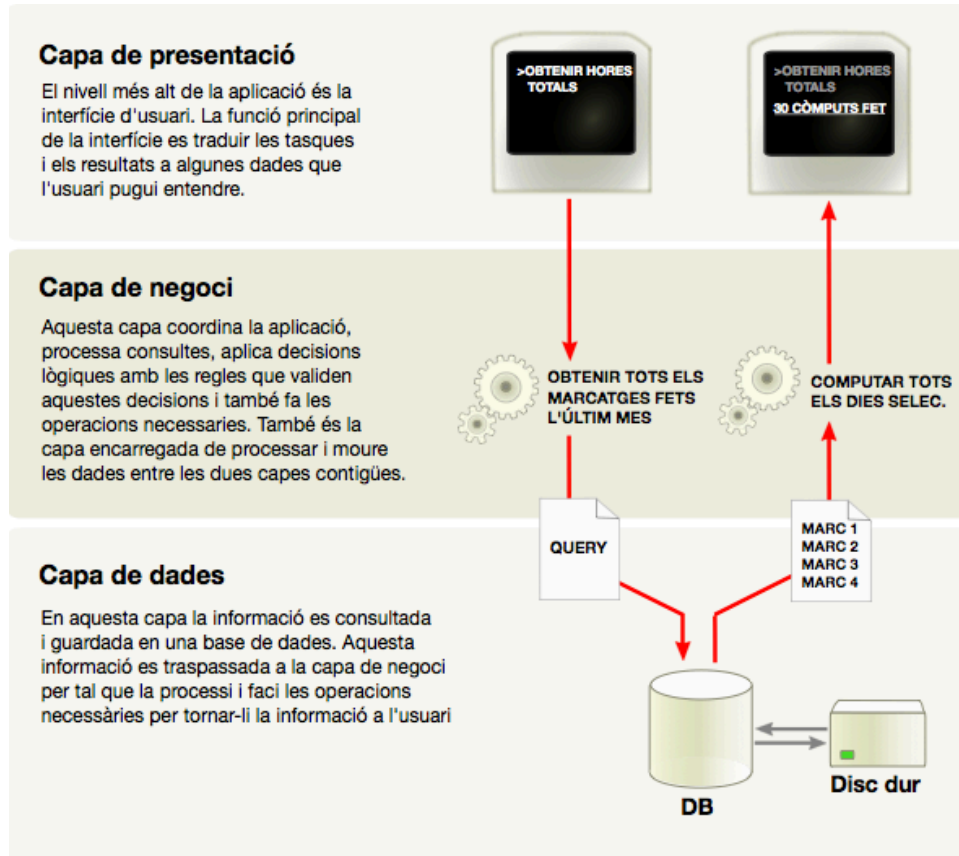 Capa de presentació
El nivell més alt de la aplicació és la
interfície d'usuari. La funció principal
de la interfície es traduir les tasques
i els resultats a algunes dades que
l'usuari pugui entendre.
>OBTENIR HORES
TOTALS
>OBTENIR HORES
TOTALS
30 CÒMPUTS FET
Capa de negoci
Aquesta capa coordina la aplicació,
processa consultes, aplica decisions
lògiques amb les regles que validen
aquestes decisions i també fa les
operacions necessaries. També és la
capa encarregada de processar i moure
les dades entre les dues capes contigües.
OBTENIR TOTS ELS
MARCATGES FETS
L'ÚLTIM MES
COMPUTAR TOTS
ELS DIES SELEC.
QUERY
MARC 1
MARC 2
MARC 3
MARC 4
Capa de dades
En aquesta capa la informació es consultada
i guardada en una base de dades. Aquesta
informació es traspassada a la capa de negoci
per tal que la processi i faci les operacions
necessàries per tornar-li la informació a l'usuari
DB
Disc dur